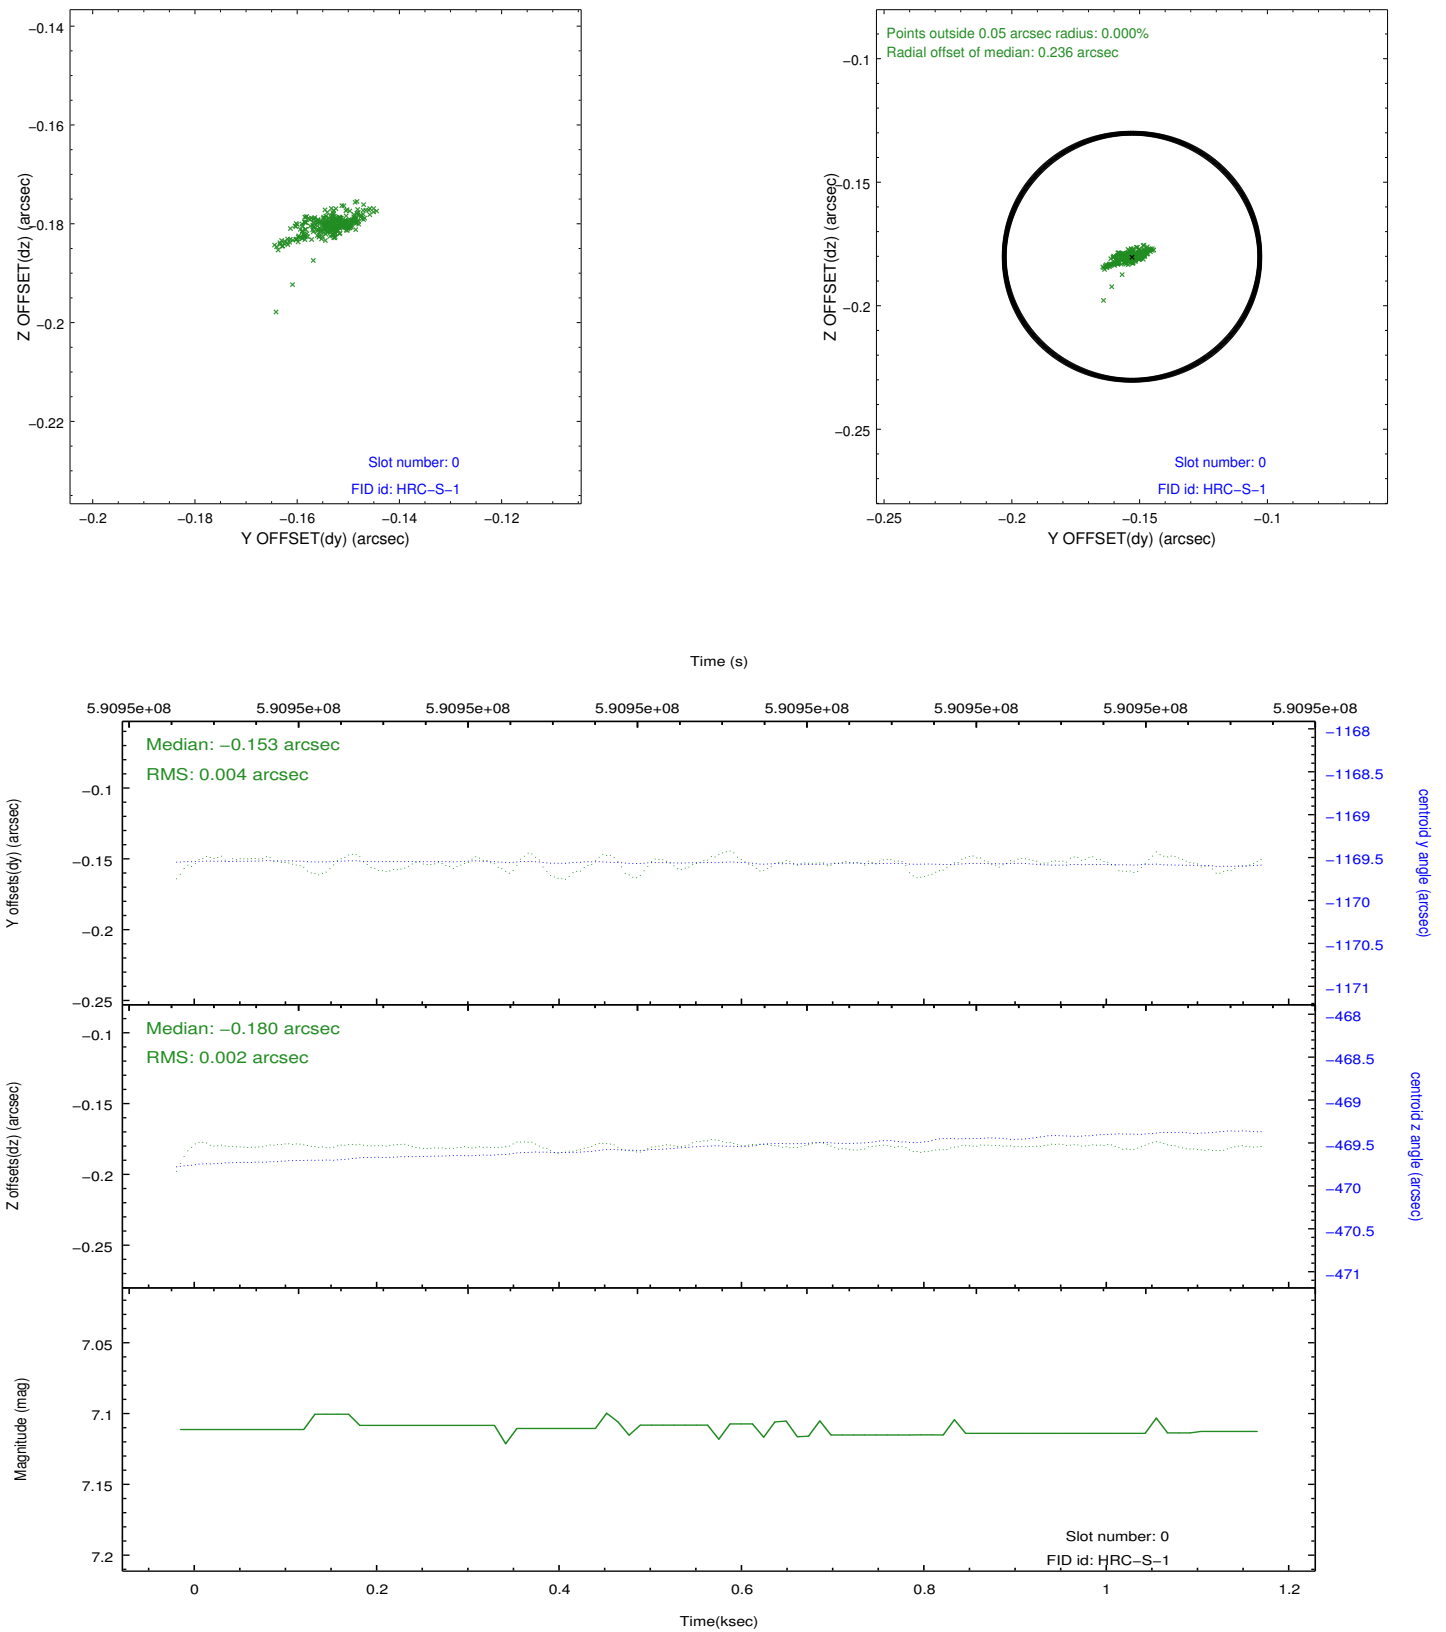 −0.14
−0.16
−0.18
−0.2
−0.22
Z OFFSET(dz) (arcsec)
Slot number: 0
FID id: HRC−S−1
−0.2 −0.18 −0.16 −0.14 −0.12
Y OFFSET(dy) (arcsec)
Points outside 0.05 arcsec radius: 0.000%
Radial offset of median: 0.236 arcsec
−0.1
−0.15
−0.2
−0.25
Z OFFSET(dz) (arcsec)
Slot number: 0
FID id: HRC−S−1
−0.25 −0.2 −0.15 −0.1
Y OFFSET(dy) (arcsec)
Time (s)
5.9095e+08 5.9095e+08 5.9095e+08 5.9095e+08 5.9095e+08 5.9095e+08 5.9095e+08 5.9095e+08
Median: −0.153 arcsec
RMS: 0.004 arcsec
−0.1
−0.15
−0.2
−0.25
Y offsets(dy) (arcsec)
−1168
−1168.5
−1169
−1169.5
−1170
−1170.5
−1171
centroid y angle (arcsec)
Median: −0.180 arcsec
RMS: 0.002 arcsec
−0.1
−0.15
−0.2
−0.25
Z offsets(dz) (arcsec)
−468
−468.5
−469
−469.5
−470
−470.5
−471
centroid z angle (arcsec)
7.05
7.1
7.15
7.2
Magnitude (mag)
Slot number: 0
FID id: HRC−S−1
0 0.2 0.4 0.6 0.8 1 1.2
Time(ksec)